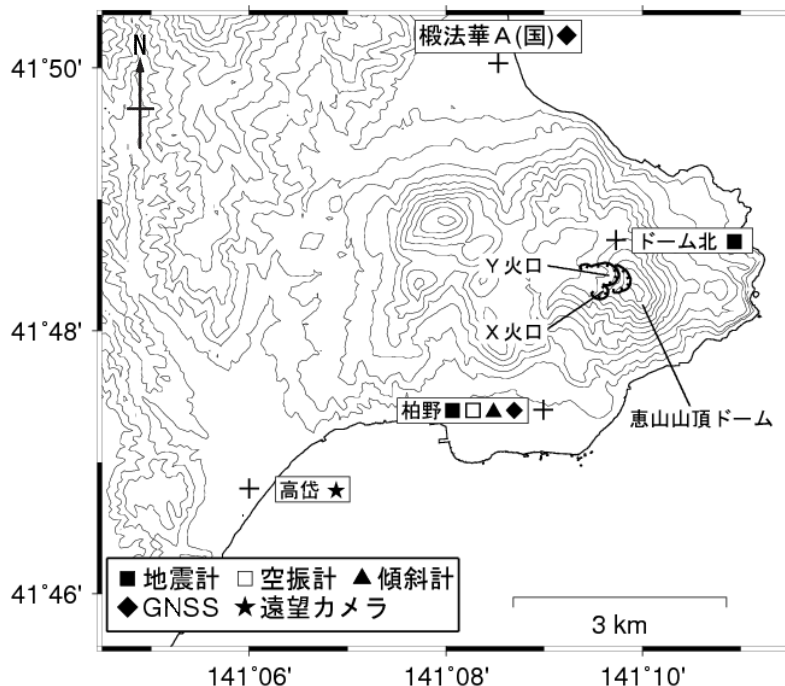 椴法華A(国)◆
41°50'
N
ドーム北 ■
Y火口
41°48'
X火口
柏野■□▲◆
恵山山頂ドーム
高岱 ★
■地震計 □空振計 ▲傾斜計
41°46'
◆GNSS ★遠望カメラ
3 km
141°06' 141°08' 141°10'